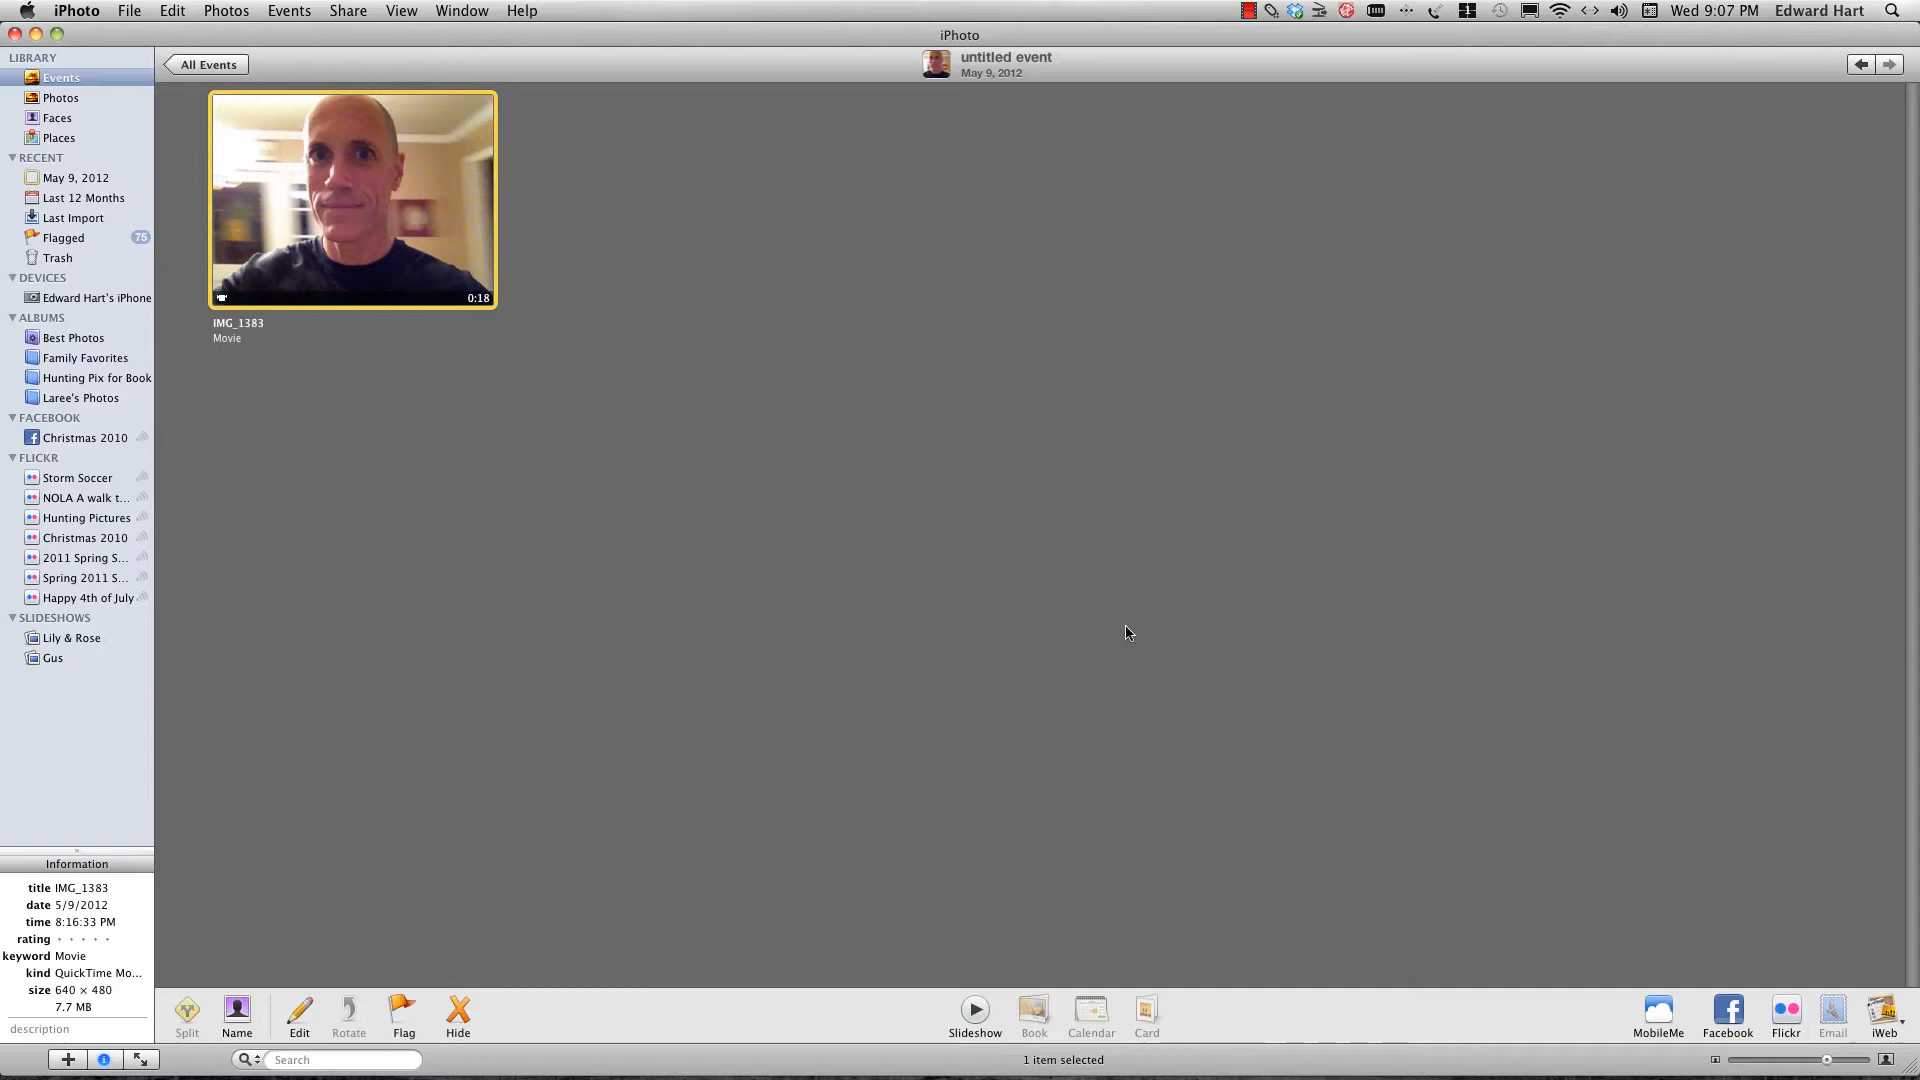 iPhoto File Edit Photos Events Share View Window Help
1 Wed 9:07 PM Edward Hart
iPhoto
LIBRARY
Events
Photos
Faces
Places
RECENT
May 9, 2012
Last 12 Months
Last Import
Flagged 75
Trash
DEVICES
Edward Hart's iPhone
ALBUMS
Best Photos
Family Favorites
Hunting Pix for Book
Laree's Photos
FACEBOOK
Christmas 2010
FLICKR
Storm Soccer
NOLA A walk t...
Hunting Pictures
Christmas 2010
2011 Spring S...
Spring 2011 S...
Happy 4th of July
SLIDESHOWS
Lily & Rose
Gus
Information
title IMG_1383
date 5/9/2012
time 8:16:33 PM
rating
keyword Movie
kind QuickTime Mo...
size 640 × 480
7.7 MB
description
All Events
untitled event
May 9, 2012
0:18
IMG_1383
Movie
Split Name Edit Rotate Flag Hide Slideshow Book Calendar Card MobileMe Facebook Flickr Email iWeb
Search
1 item selected